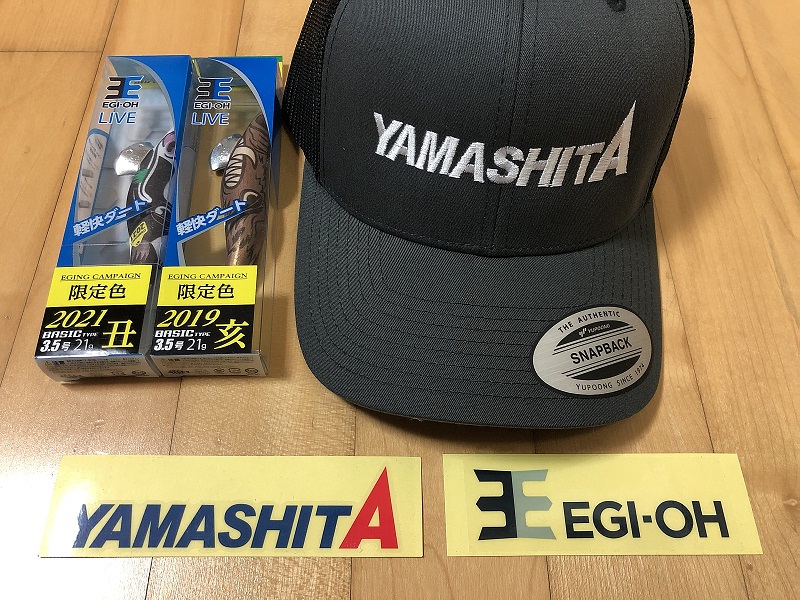 EGI-OH
LIVE
軽快ダート
EGING CAMPAIGN
限定色
2021 丑
BASIC TYPE
3.5号 21g
EGI-OH
LIVE
軽快ダート
EGING CAMPAIGN
限定色
2019 亥
BASIC TYPE
3.5号 21g
YAMASHITA
THE AUTHENTIC
YUPOONG
SNAPBACK
YUPOONG SINCE 1974
YAMASHITA
EGI-OH